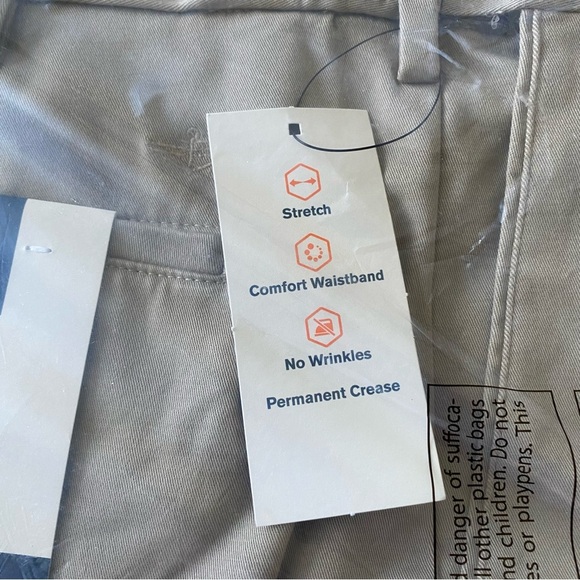 Stretch
Comfort Waistband
No Wrinkles
Permanent Crease
danger of suffoca-
other plastic bags
children. Do not
or playpens. This